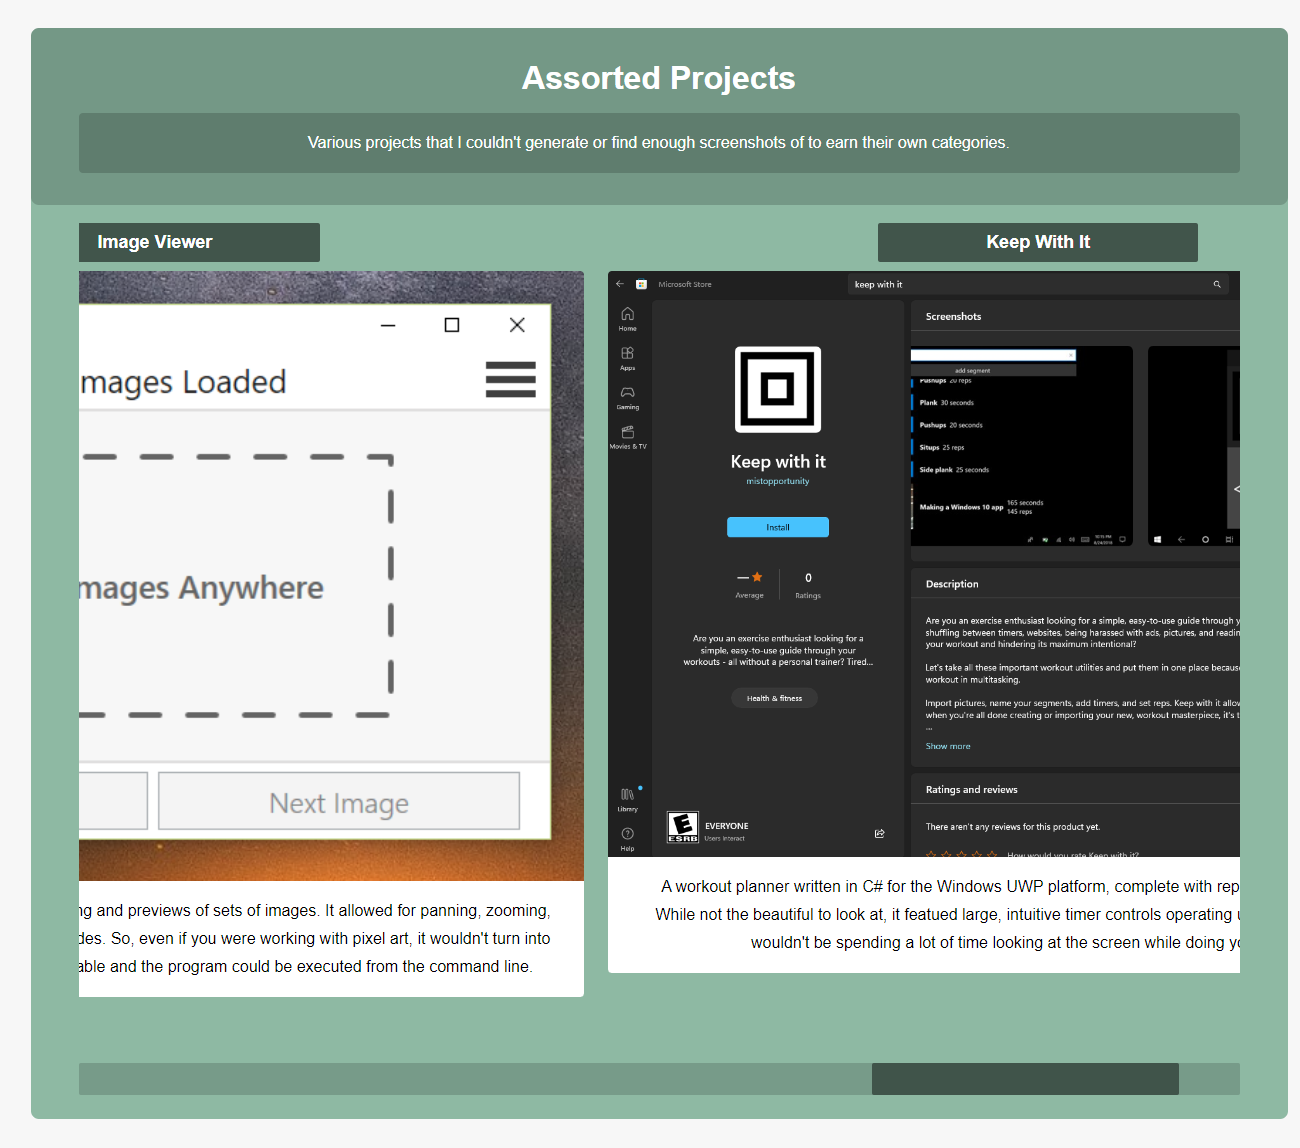 Assorted Projects
Various projects that I couldn't generate or find enough screenshots of to earn their own categories.
Image Viewer
mages Loaded
mages Anywhere
Next Image
ng and previews of sets of images. It allowed for panning, zooming,
des. So, even if you were working with pixel art, it wouldn't turn into
able and the program could be executed from the command line.
Keep With It
Microsoft Store
keep with it
Home
Apps
Gaming
Movies & TV
Library
Help
Keep with it
mistopportunity
Install
Average
0
Ratings
Are you an exercise enthusiast looking for a
simple, easy-to-use guide through your
workouts - all without a personal trainer? Tired...
Health & fitness
E
ESRB
EVERYONE
Users Interact
Screenshots
add segment
Pushups 20 reps
Plank 30 seconds
Pushups 20 seconds
Situps 25 reps
Side plank 25 seconds
Making a Windows 10 app 165 seconds
145 reps
10:15 PM
Description
Are you an exercise enthusiast looking for a simple, easy-to-use guide through y
shuffling between timers, websites, being harassed with ads, pictures, and readin
your workout and hindering its maximum intentional?
Let's take all these important workout utilities and put them in one place becaus
workout in multitasking.
Import pictures, name your segments, add timers, and set reps. Keep with it allow
when you're all done creating or importing your new, workout masterpiece, it's t
...
Show more
Ratings and reviews
There aren't any reviews for this product yet.
How would you rate Keep with it?
A workout planner written in C# for the Windows UWP platform, complete with rep
While not the beautiful to look at, it featued large, intuitive timer controls operating u
wouldn't be spending a lot of time looking at the screen while doing yo